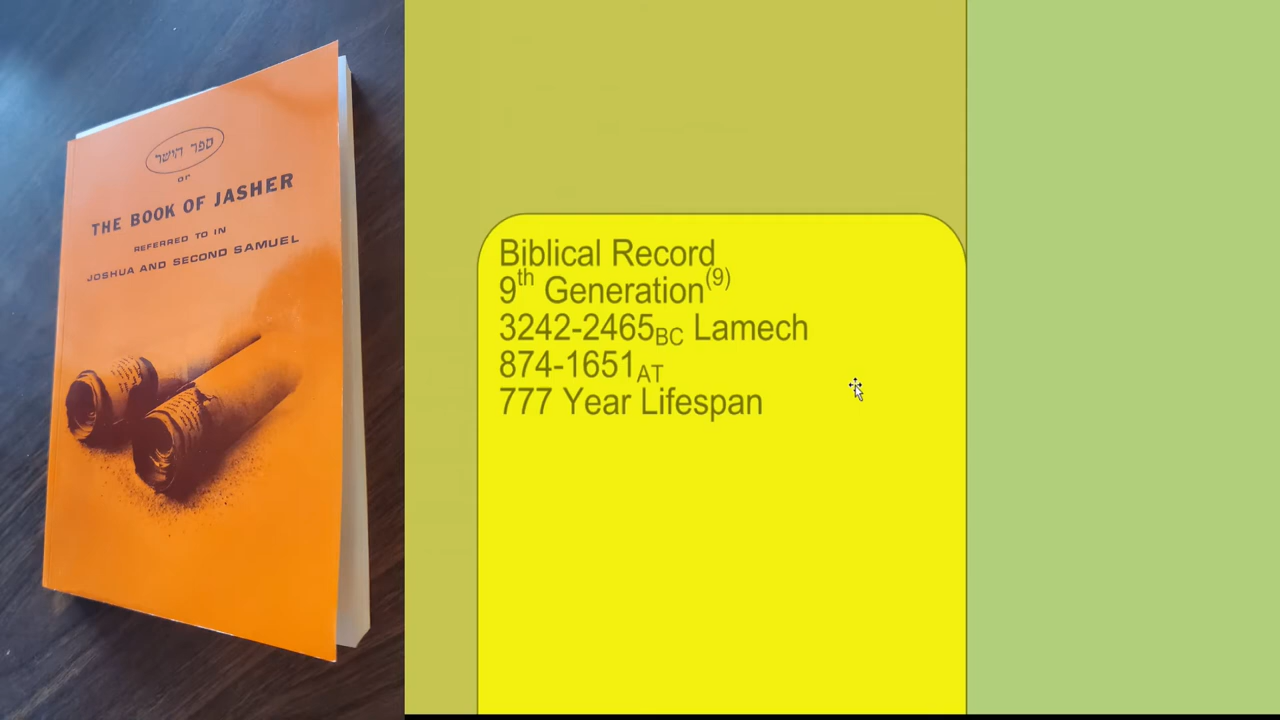 ספר הישר
or
THE BOOK OF JASHER
REFERRED TO IN
JOSHUA AND SECOND SAMUEL
Biblical Record
9th Generation(9)
3242-2465BC Lamech
874-1651AT
777 Year Lifespan